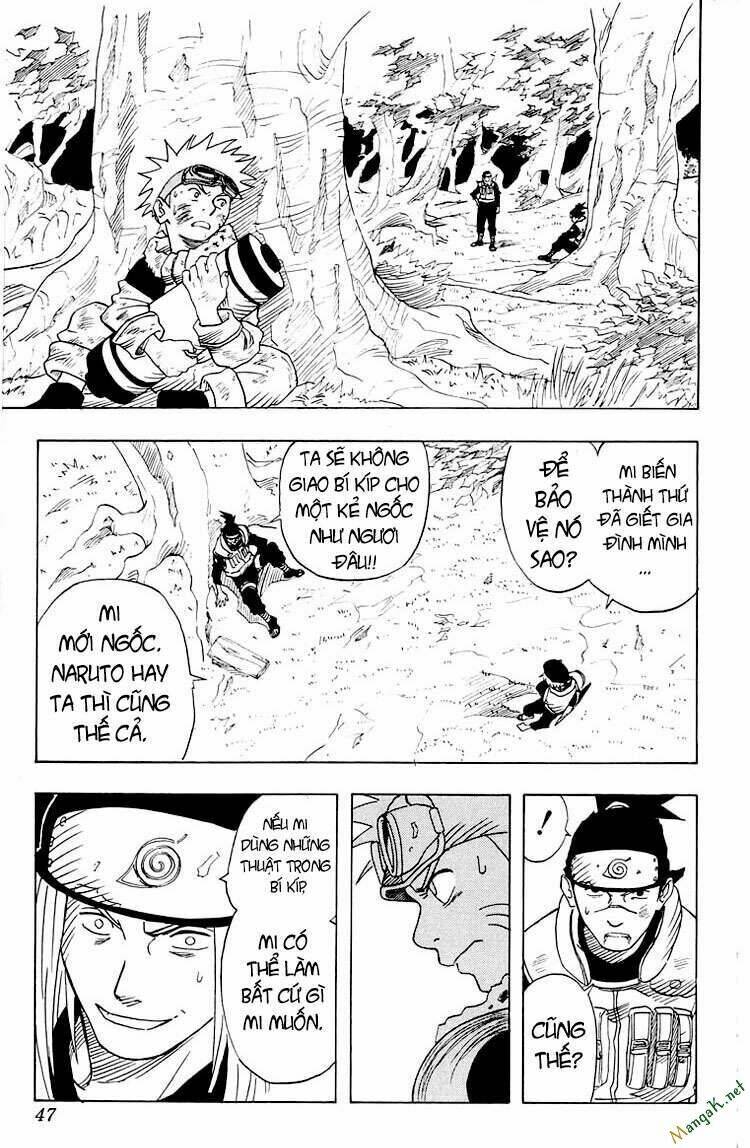 MI BIẾN
THÀNH THỨ
ĐÃ GIẾT GIA
ĐÌNH MÌNH
...
ĐỂ
BẢO
VỆ NÓ
SAO?
TA SẼ KHÔNG
GIAO BÍ KÍP CHO
MỘT KẺ NGỐC
NHƯ NGƯƠI
ĐÂU!!
MI
MỚI NGỐC.
NARUTO HAY
TA THÌ CŨNG
THẾ CẢ.
!
CŨNG
THẾ?
NẾU MI
DÙNG NHỮNG
THUẬT TRONG
BÍ KÍP.
MI CÓ
THỂ LÀM
BẤT CỨ GÌ
MI MUỐN.
47
MangaK.net